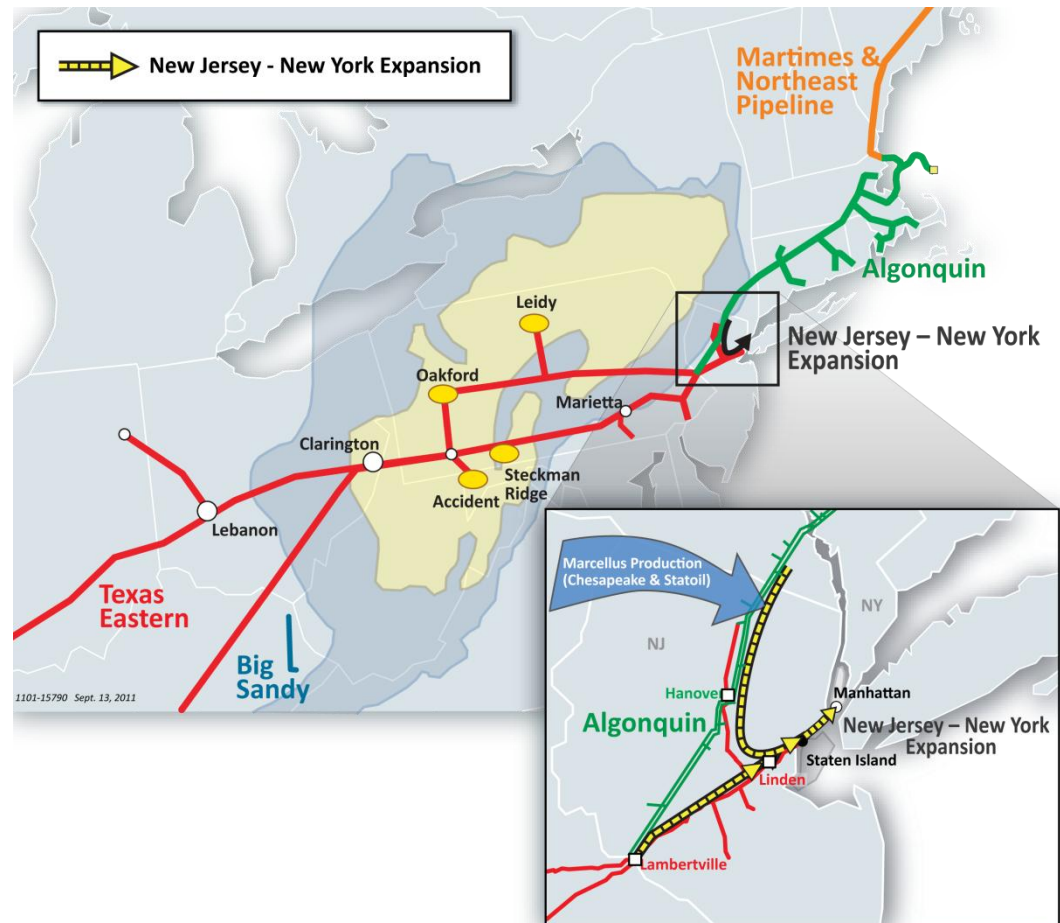 New Jersey - New York Expansion
Martimes &
Northeast
Pipeline
Algonquin
Leidy
New Jersey – New York
Expansion
Oakford
Marietta
Clarington
Steckman
Ridge
Accident
Lebanon
Texas
Eastern
Big
Sandy
1101-15790 Sept. 13, 2011
Marcellus Production
(Chesapeake & Statoil)
NY
NJ
Hanove
Manhattan
Algonquin
New Jersey – New York
Expansion
Staten Island
Linden
Lambertville